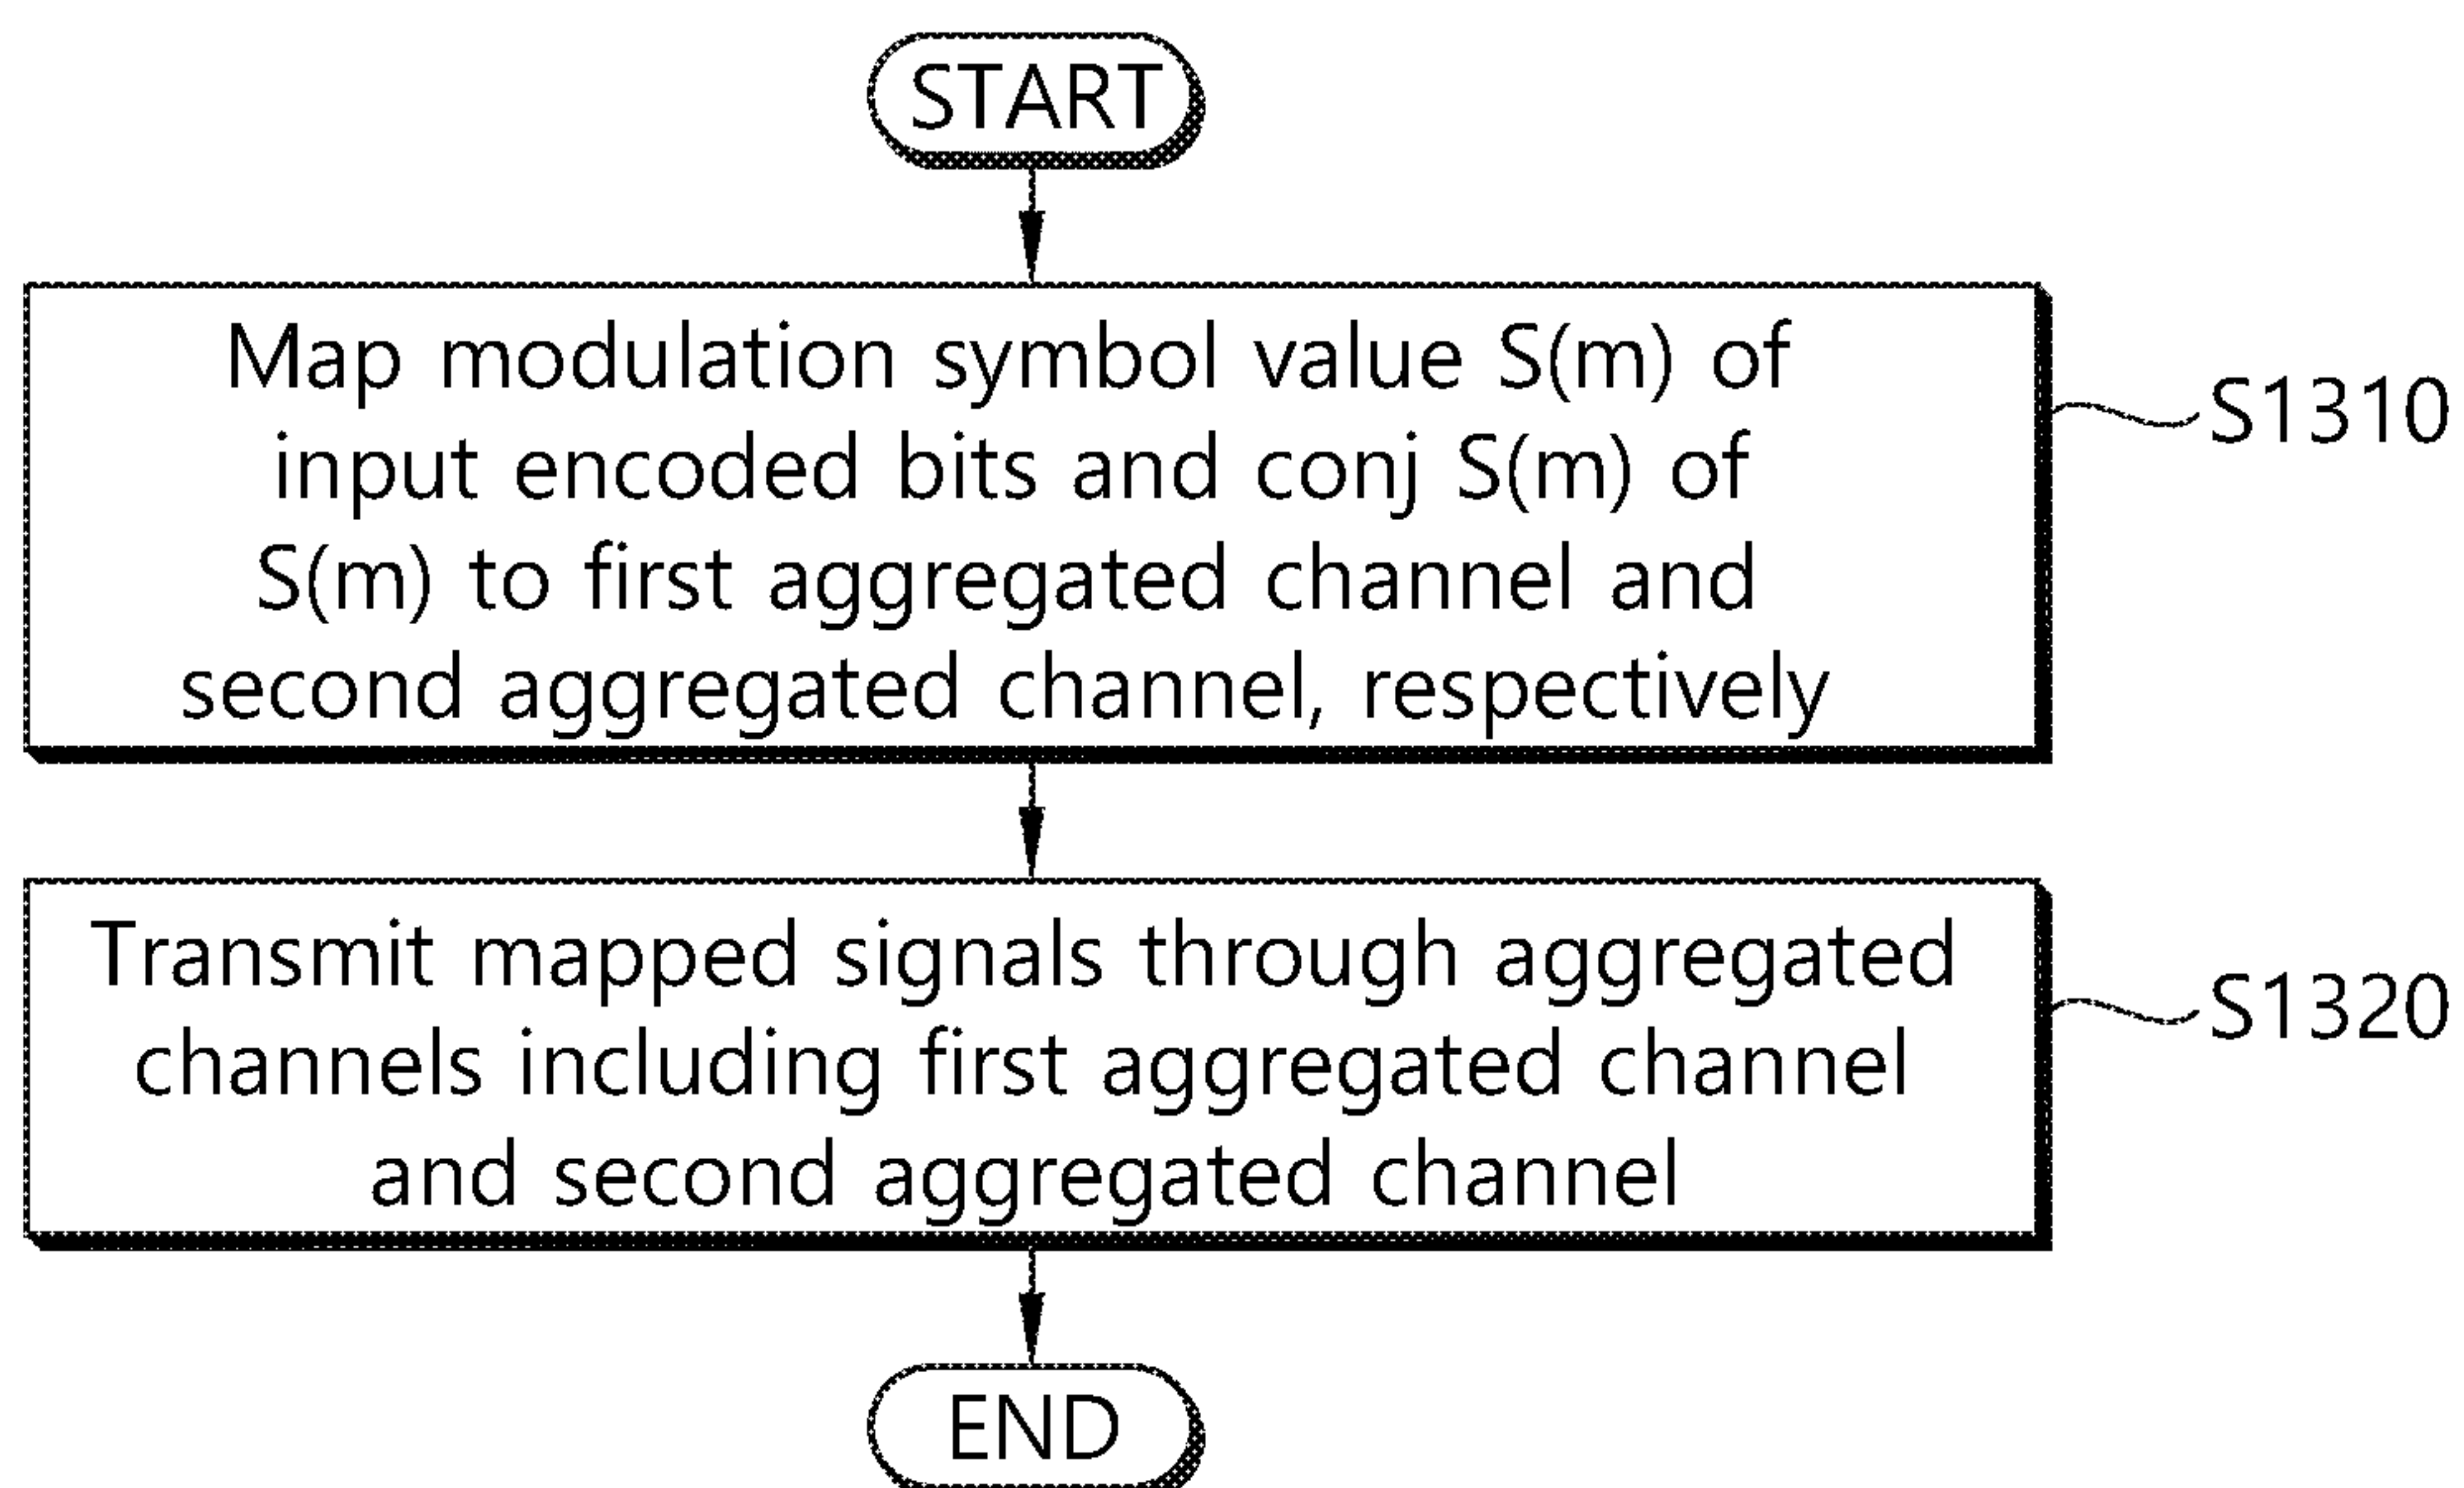 START
Map modulation symbol value S(m) of
input encoded bits and conj S(m) of
S(m) to first aggregated channel and
second aggregated channel, respectively
S1310
Transmit mapped signals through aggregated
channels including first aggregated channel
and second aggregated channel
S1320
END